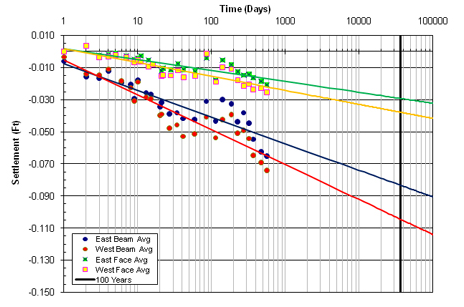 Time (Days)
1
10
100
1000
10000
100000
0.010
-0.010
-0.030
-0.050
-0.070
-0.090
-0.110
-0.130
-0.150
Settlement (Ft)
East Beam Avg
West Beam Avg
East Face Avg
West Face Avg
100 Years